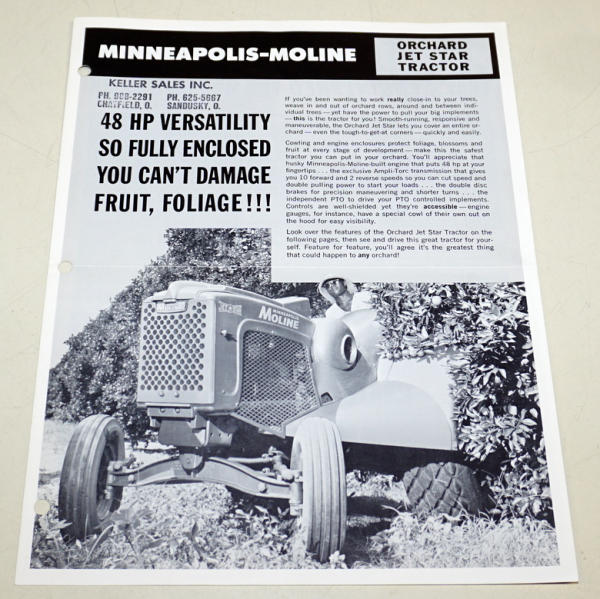 MINNEAPOLIS-MOLINE
ORCHARD
JET STAR
TRACTOR
KELLER SALES INC.
PH. 988-2291 PH. 625-5667
CHATFIELD, O. SANDUSKY, O.
48 HP VERSATILITY
SO FULLY ENCLOSED
YOU CAN'T DAMAGE
FRUIT, FOLIAGE!!!
If you've been wanting to work really close-in to your trees,
weave in and out of orchard rows, around and between indi-
vidual trees — yet have the power to pull your big implements
— this is the tractor for you! Smooth-running, responsive and
maneuverable, the Orchard Jet Star lets you cover an entire or-
chard — even the tough-to-get-at corners — quickly and easily.
Cowling and engine enclosures protect foliage, blossoms and
fruit at every stage of development — make this the safest
tractor you can put in your orchard. You'll appreciate that
husky Minneapolis-Moline-built engine that puts 48 hp at your
fingertips . . . the exclusive Ampli-Torc transmission that gives
you 10 forward and 2 reverse speeds so you can cut speed and
double pulling power to start your loads . . . the double disc
brakes for precision maneuvering and shorter turns . . . the
independent PTO to drive your PTO controlled implements.
Controls are well-shielded yet they're accessible — engine
gauges, for instance, have a special cowl of their own out on
the hood for easy visibility.
Look over the features of the Orchard Jet Star Tractor on the
following pages, then see and drive this great tractor for your-
self. Feature for feature, you'll agree it's the greatest thing
that could happen to any orchard!
MINNEAPOLIS
MOLINE